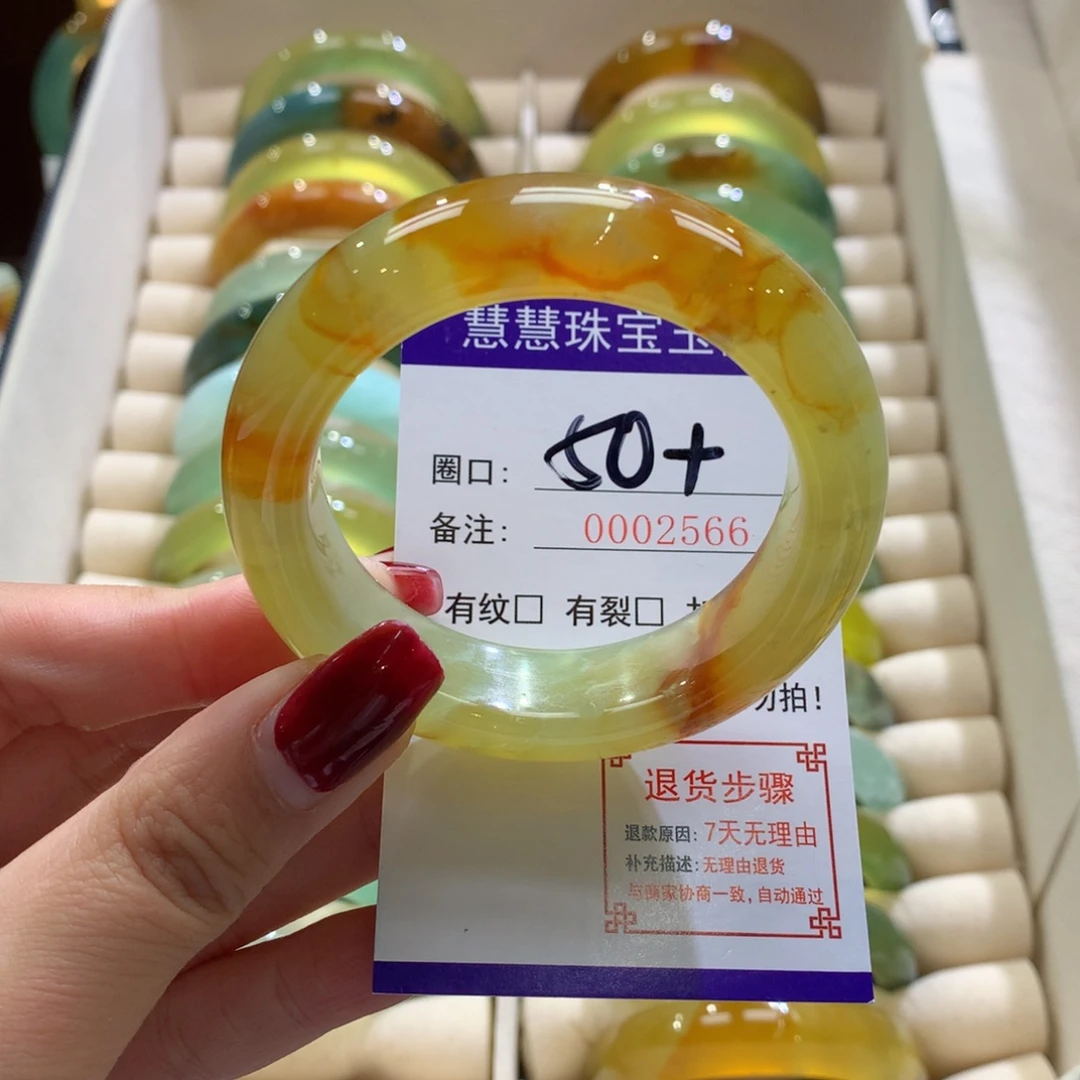 慧慧珠宝玉
圈口: 50+
备注: 0002566
有纹□ 有裂□
勿拍!
退货步骤
退款原因: 7天无理由
补充描述: 无理由退货
与商家协商一致, 自动通过